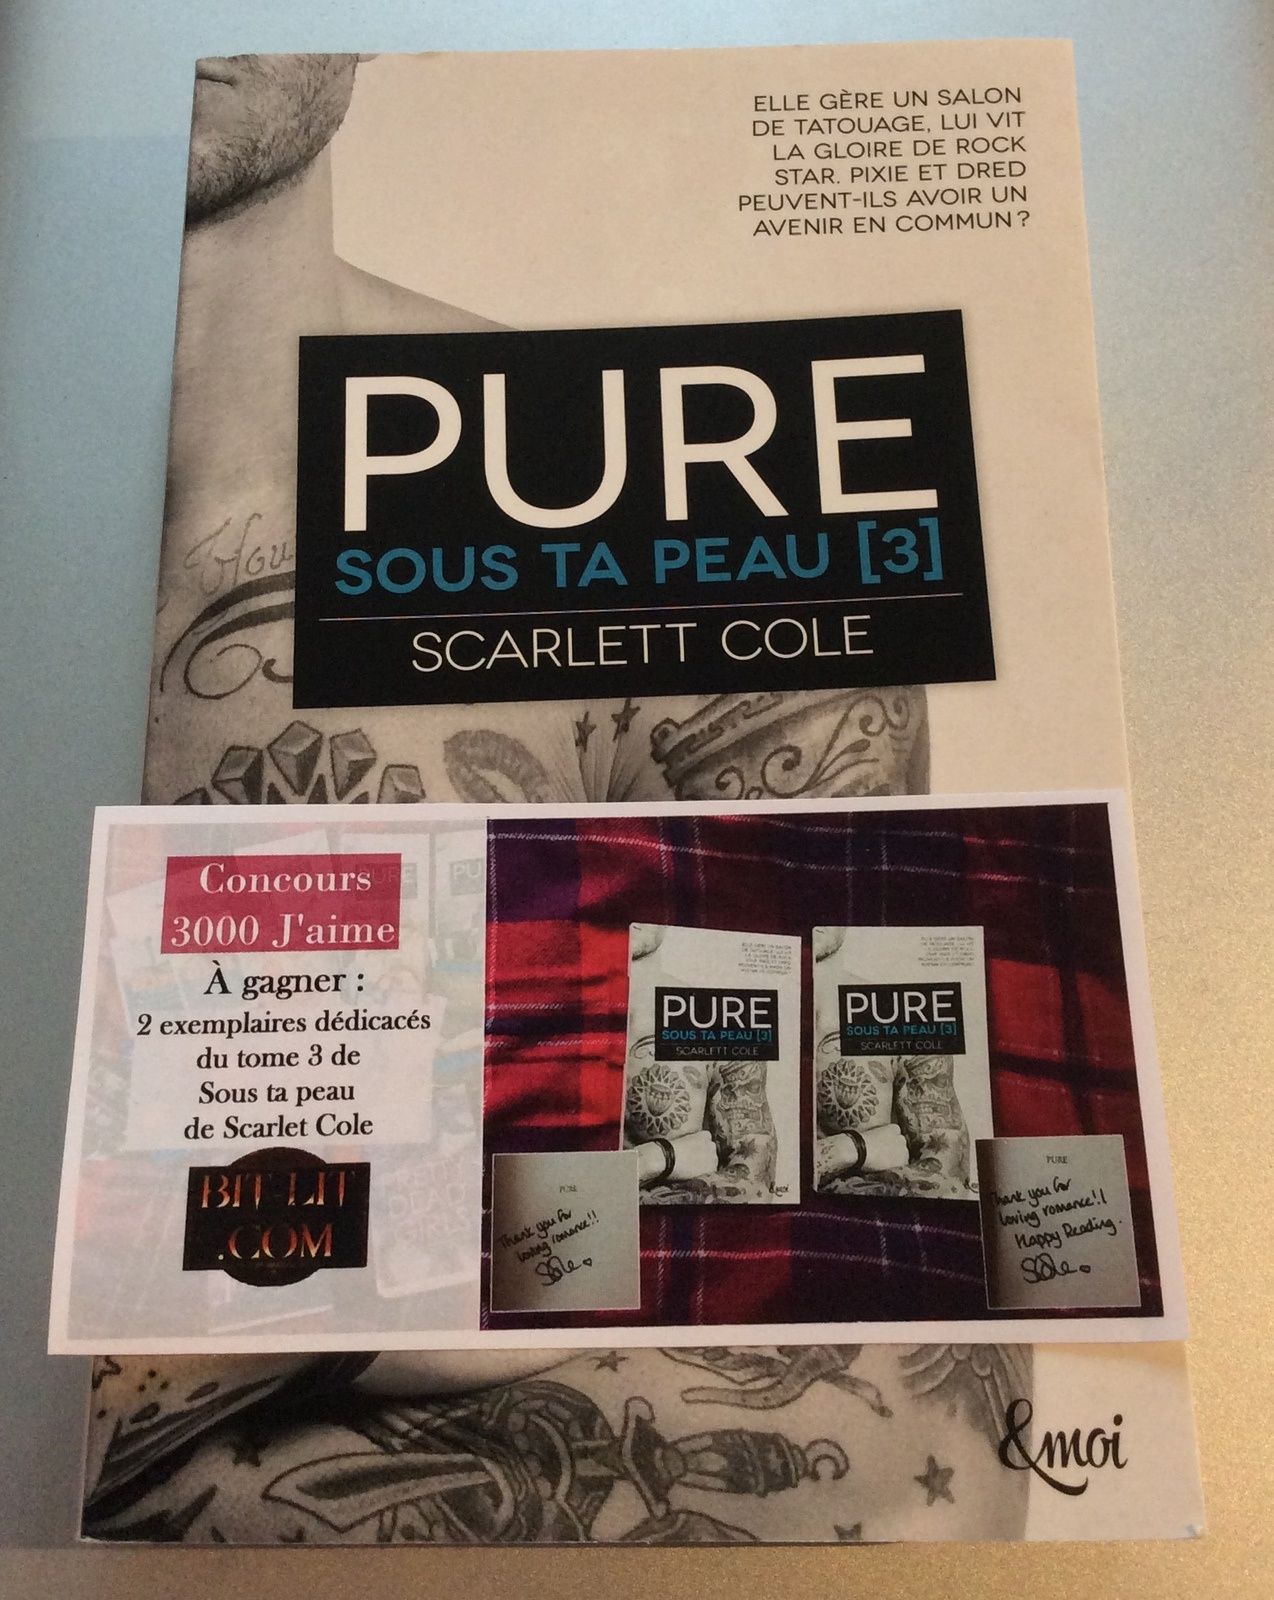 ELLE GÈRE UN SALON
DE TATOUAGE, LUI VIT
LA GLOIRE DE ROCK
STAR. PIXIE ET DRED
PEUVENT-ILS AVOIR UN
AVENIR EN COMMUN ?
PURE
SOUS TA PEAU [3]
SCARLETT COLE
Concours
3000 J'aime
À gagner :
2 exemplaires dédicacés
du tome 3 de
Sous ta peau
de Scarlet Cole
BIT-LIT
.COM
PURE
SOUS TA PEAU [3]
SCARLETT COLE
PURE
SOUS TA PEAU [3]
SCARLETT COLE
PURE
Thank you for
loving romance!!
PURE
Thank you for
loving romance!!
Happy Reading.
&moi